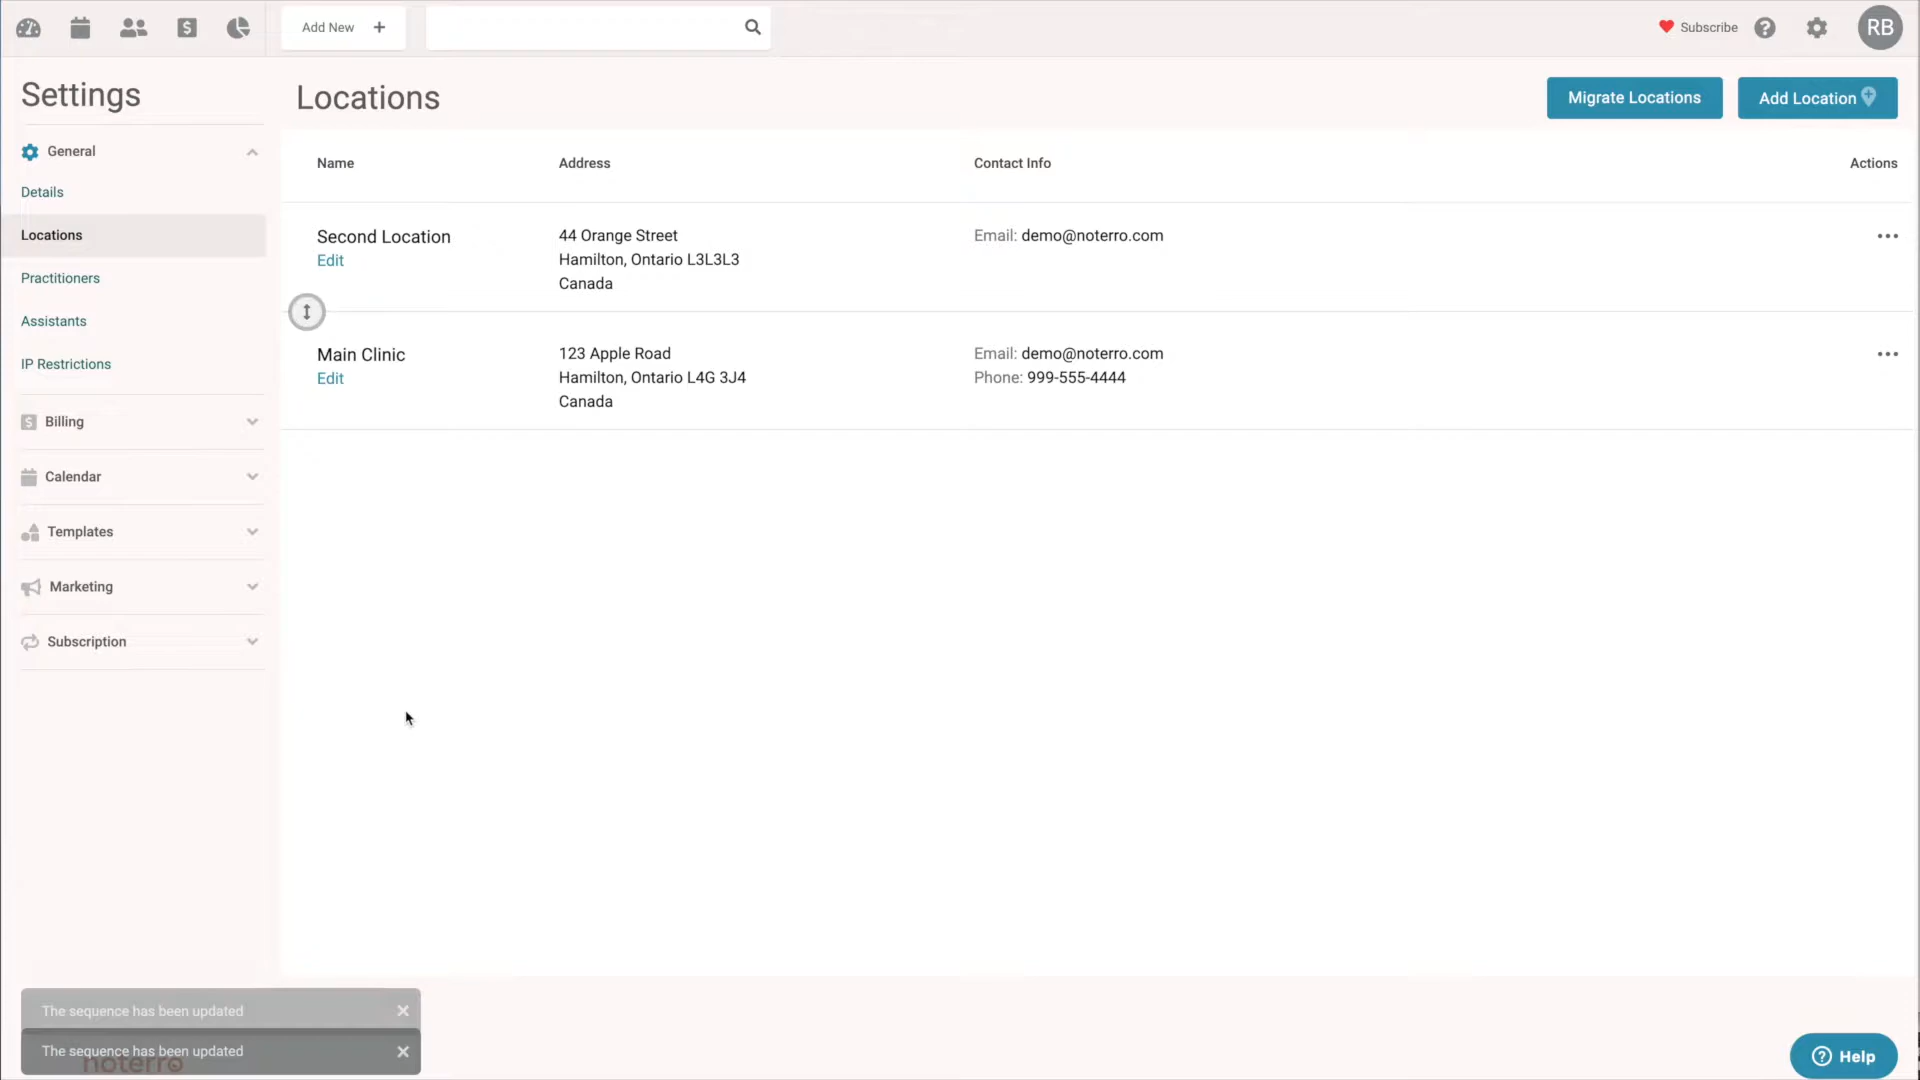 Add New +
Subscribe
RB
Settings
General
Details
Locations
Practitioners
Assistants
IP Restrictions
Billing
Calendar
Templates
Marketing
Subscription
Locations
Migrate Locations
Add Location
Name Address Contact Info Actions
Second Location
Edit
44 Orange Street
Hamilton, Ontario L3L3L3
Canada
Email: demo@noterro.com
Main Clinic
Edit
123 Apple Road
Hamilton, Ontario L4G 3J4
Canada
Email: demo@noterro.com
Phone: 999-555-4444
The sequence has been updated
The sequence has been updated
noterro
Help